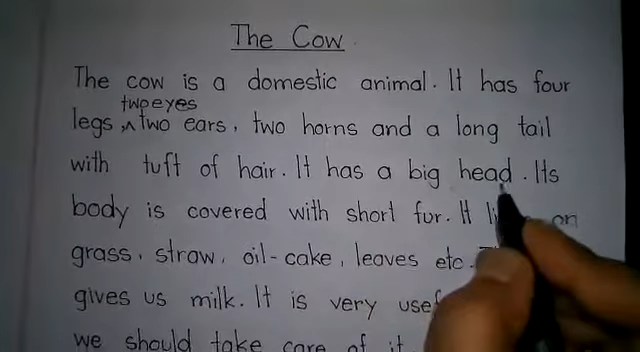 The Cow
The cow is a domestic animal. It has four
two eyes
legs, ^ two ears, two horns and a long tail
with tuft of hair. It has a big head. Its
body is covered with short fur. It on
grass, straw, oil-cake, leaves etc.
gives us milk. It is very
we should take care of it.